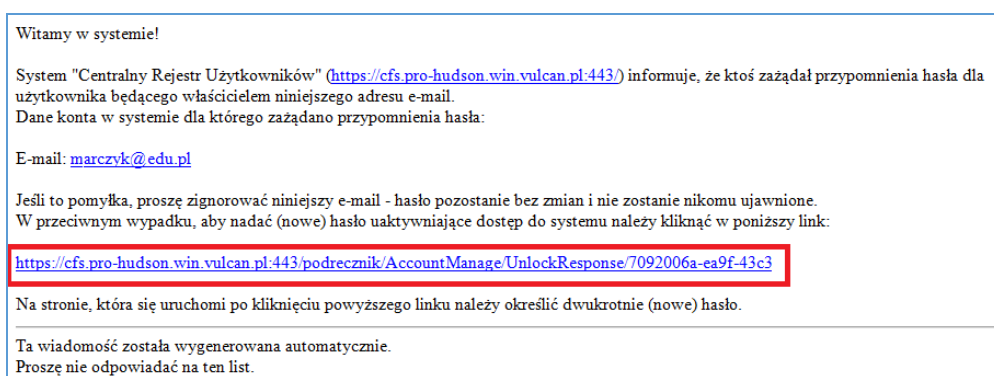 Witamy w systemie!
System "Centralny Rejestr Użytkowników" (https://cfs.pro-hudson.win.vulcan.pl:443/) informuje, że ktoś zażądał przypomnienia hasła dla
użytkownika będącego właścicielem niniejszego adresu e-mail.
Dane konta w systemie dla którego zażądano przypomnienia hasła:
E-mail: marczyk@edu.pl
Jeśli to pomyłka, proszę zignorować niniejszy e-mail - hasło pozostanie bez zmian i nie zostanie nikomu ujawnione.
W przeciwnym wypadku, aby nadać (nowe) hasło uaktywniające dostęp do systemu należy kliknąć w poniższy link:
https://cfs.pro-hudson.win.vulcan.pl:443/podrecznik/AccountManage/UnlockResponse/7092006a-ea9f-43c3
Na stronie, która się uruchomi po kliknięciu powyższego linku należy określić dwukrotnie (nowe) hasło.
Ta wiadomość została wygenerowana automatycznie.
Proszę nie odpowiadać na ten list.